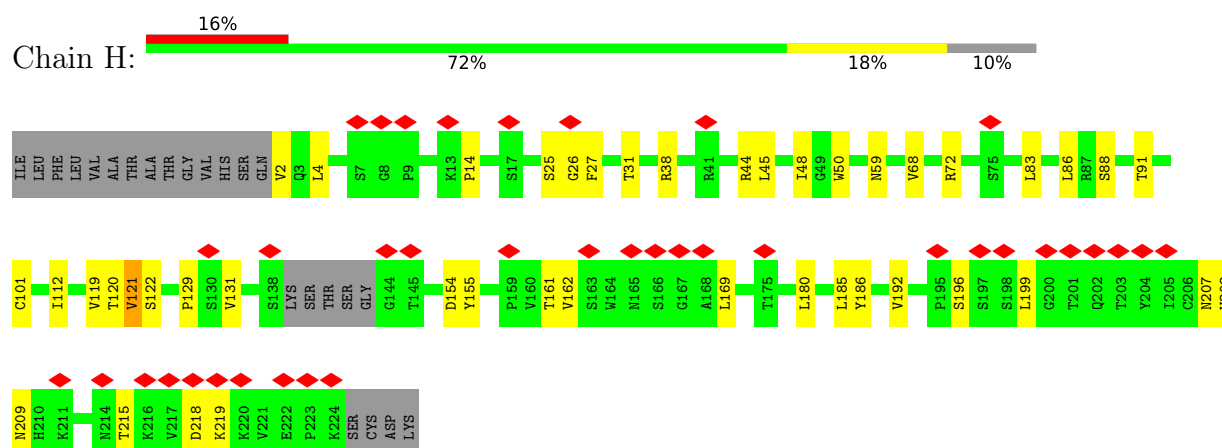 16%
Chain H:
72% 18% 10%
ILE LEU PHE LEU VAL ALA THR ALA THR GLY VAL HIS SER GLN V2 Q3 L4 S7 G8 P9 K13 P14 S17 S25 G26 F27 T31 R38 R41 R44 L45 I48 G49 W50 N59 V68 R72 S75 L83 L86 R87 S88 T91
C101 I112 V119 T120 V121 S122 P129 S130 V131 S138 LYS SER THR SER GLY G144 T145 D154 Y155 P159 V160 T161 V162 S163 W164 N165 S166 G167 A168 L169 T175 L180 L185 Y186 V192 P195 S196 S197 S198 L199 G200 T201 Q202 T203 Y204 I205 C206 N207
N209 H210 K211 N214 T215 K216 V217 D218 K219 K220 V221 E222 P223 K224 SER CYS ASP LYS